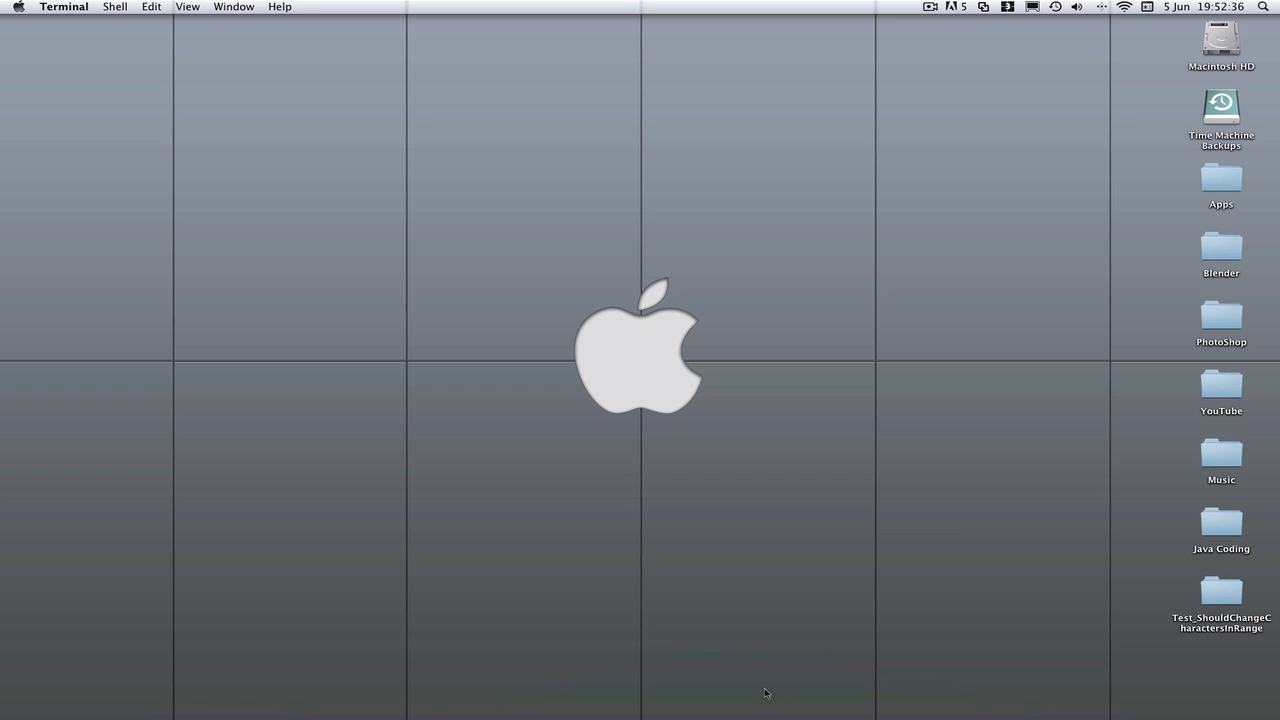 Terminal Shell Edit View Window Help 5 5 Jun 19:52:36
Macintosh HD
Time Machine
Backups
Apps
Blender
PhotoShop
YouTube
Music
Java Coding
Test_ShouldChangeC
haractersInRange